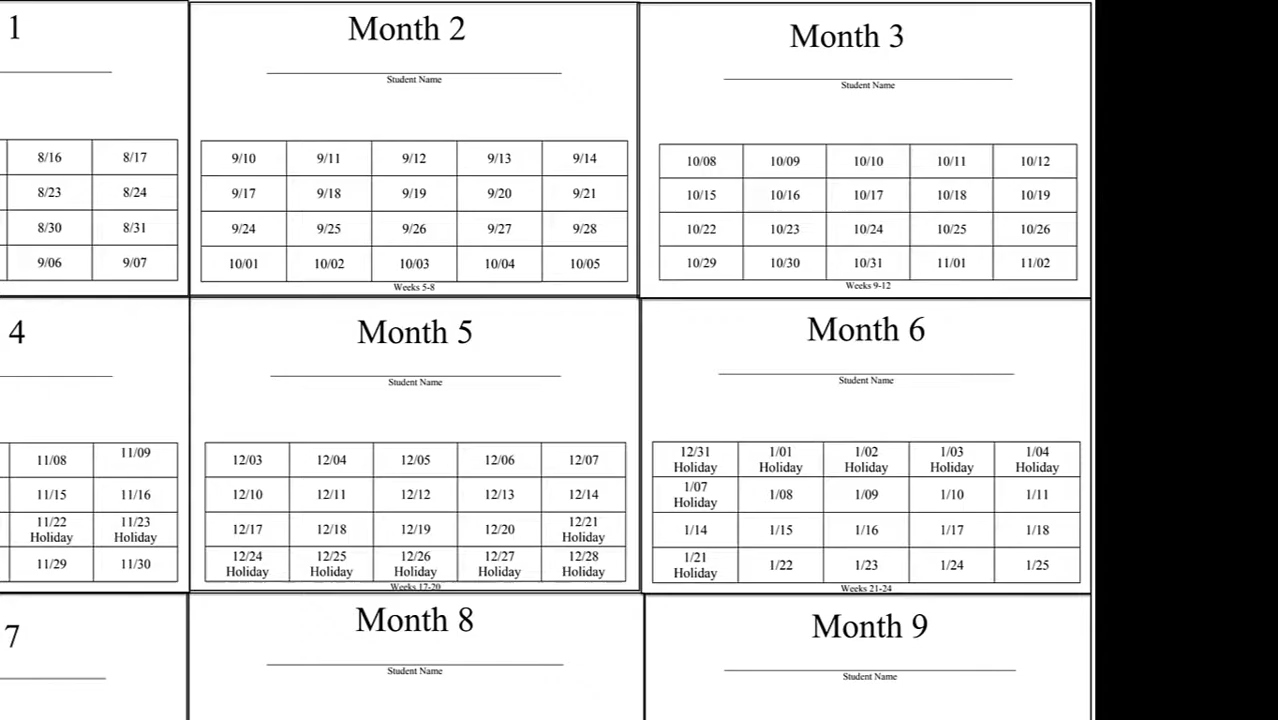 1
Month 2
Month 3
Student Name
Student Name
8/16 8/17
8/23 8/24
8/30 8/31
9/06 9/07
9/10 9/11 9/12 9/13 9/14
9/17 9/18 9/19 9/20 9/21
9/24 9/25 9/26 9/27 9/28
10/01 10/02 10/03 10/04 10/05
Weeks 5-8
10/08 10/09 10/10 10/11 10/12
10/15 10/16 10/17 10/18 10/19
10/22 10/23 10/24 10/25 10/26
10/29 10/30 10/31 11/01 11/02
Weeks 9-12
4
Month 5
Month 6
Student Name
Student Name
11/08 11/09
11/15 11/16
11/22 11/23
Holiday Holiday
11/29 11/30
12/03 12/04 12/05 12/06 12/07
12/10 12/11 12/12 12/13 12/14
12/17 12/18 12/19 12/20 12/21
Holiday
12/24 12/25 12/26 12/27 12/28
Holiday Holiday Holiday Holiday Holiday
Weeks 17-20
12/31 1/01 1/02 1/03 1/04
Holiday Holiday Holiday Holiday Holiday
1/07 1/08 1/09 1/10 1/11
Holiday
1/14 1/15 1/16 1/17 1/18
1/21 1/22 1/23 1/24 1/25
Holiday
Weeks 21-24
7
Month 8
Month 9
Student Name
Student Name